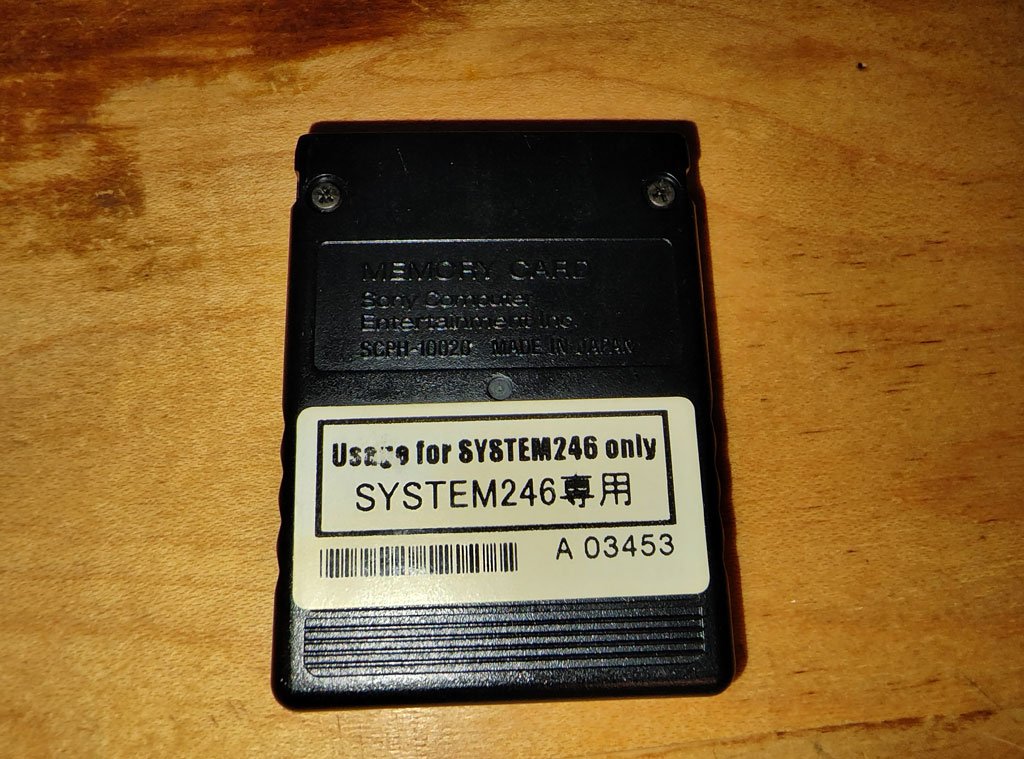 MEMORY CARD
Sony Computer
Entertainment Inc.
SCPH-10020 MADE IN JAPAN
Usage for SYSTEM246 only
SYSTEM246専用
A 03453